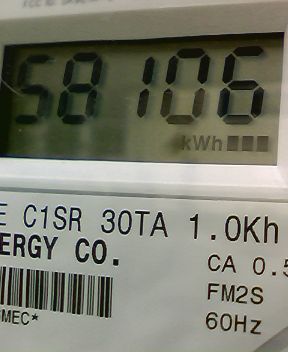 58106
kWh
E C1SR 30TA 1.0Kh
ERGY CO.
CA 0.5
FM2S
MEC*
60Hz